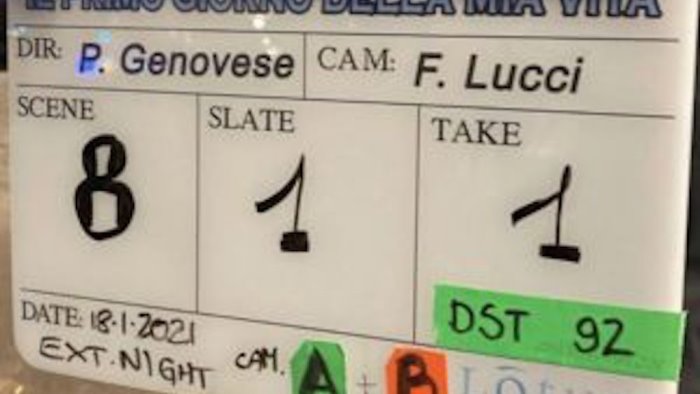 IL PRIMO GIORNO DELLA MIA VITA
DIR: P. Genovese CAM: F. Lucci
SCENE SLATE TAKE
8 1 1
DST 92
DATE: 18·1·2021
EXT. NIGHT CAM. A + B